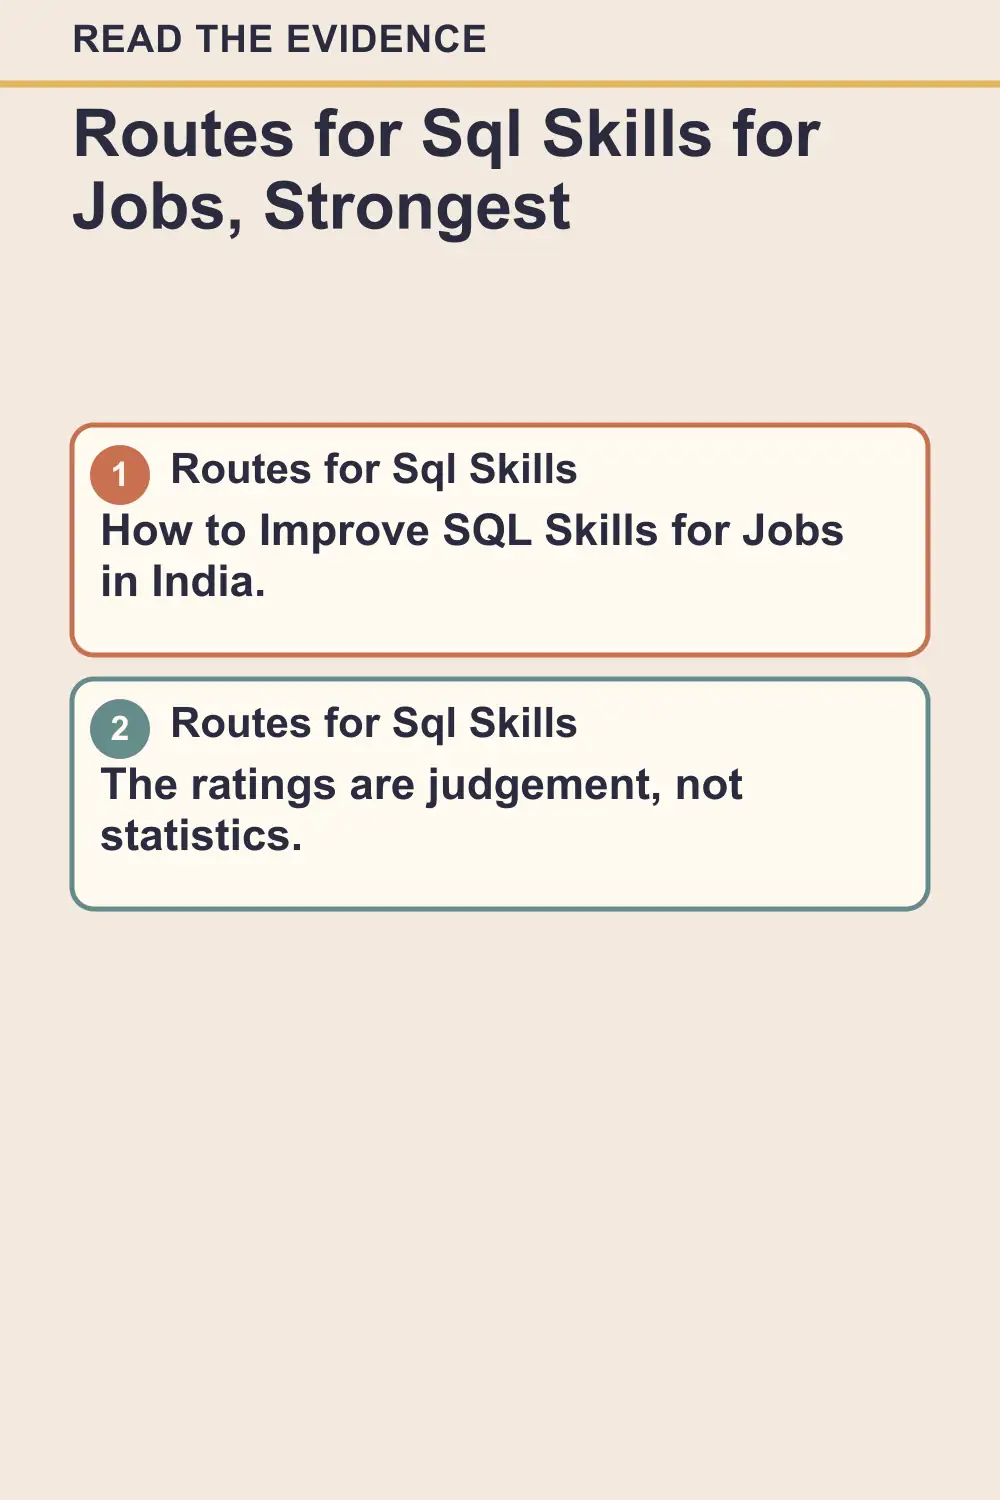 READ THE EVIDENCE
Routes for Sql Skills for
Jobs, Strongest
1 Routes for Sql Skills
How to Improve SQL Skills for Jobs
in India.
2 Routes for Sql Skills
The ratings are judgement, not
statistics.